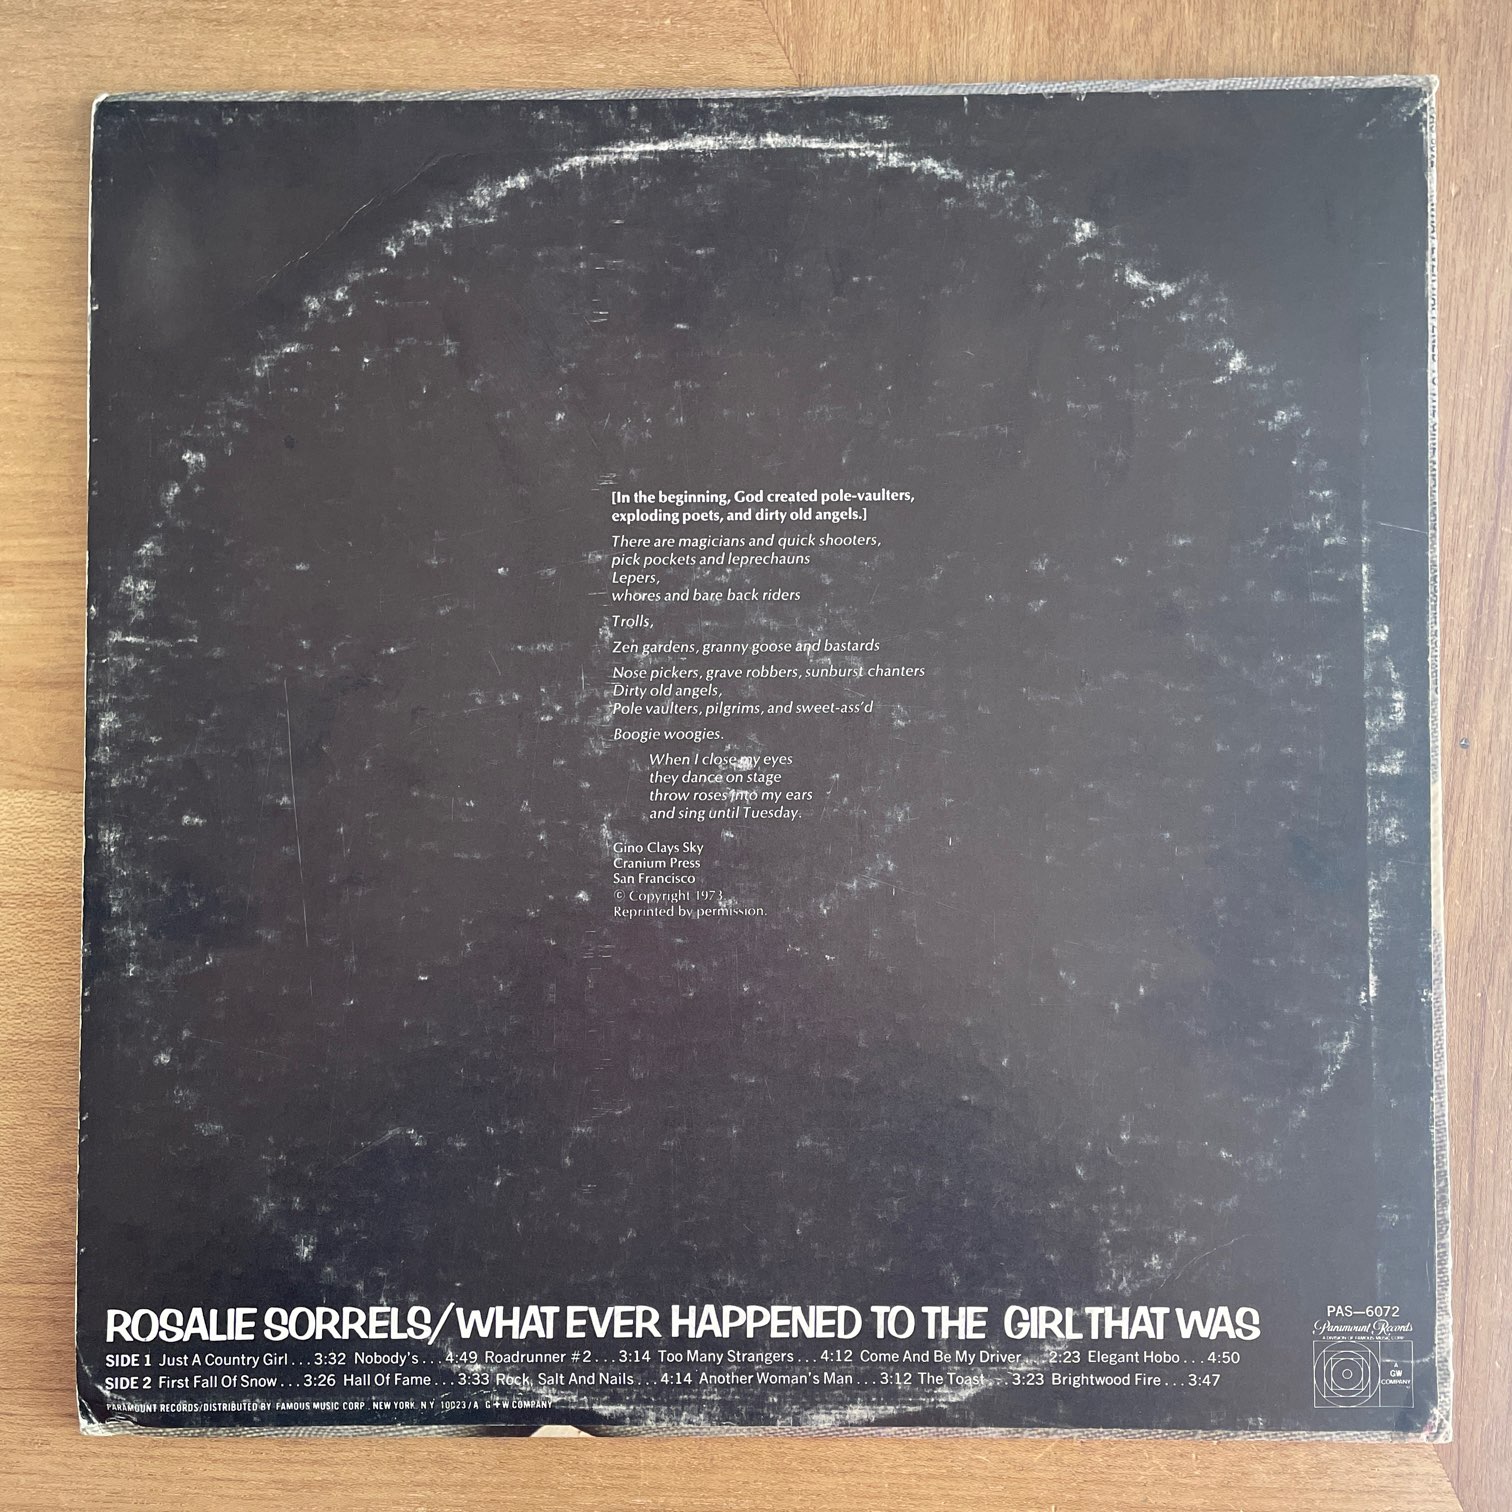 [In the beginning, God created pole-vaulters,
exploding poets, and dirty old angels.]
There are magicians and quick shooters,
pick pockets and leprechauns
Lepers,
whores and bare back riders
Trolls,
Zen gardens, granny goose and bastards
Nose pickers, grave robbers, sunburst chanters
Dirty old angels,
Pole vaulters, pilgrims, and sweet-ass'd
Boogie woogies.
When I close my eyes
they dance on stage
throw roses into my ears
and sing until Tuesday.
Gino Clays Sky
Cranium Press
San Francisco
© Copyright 1973
Reprinted by permission.
ROSALIE SORRELS/WHAT EVER HAPPENED TO THE GIRL THAT WAS
SIDE 1 Just A Country Girl...3:32 Nobody's...4:49 Roadrunner #2...3:14 Too Many Strangers...4:12 Come And Be My Driver...2:23 Elegant Hobo...4:50
SIDE 2 First Fall Of Snow...3:26 Hall Of Fame...3:33 Rock, Salt And Nails...4:14 Another Woman's Man...3:12 The Toast...3:23 Brightwood Fire...3:47
PARAMOUNT RECORDS/DISTRIBUTED BY FAMOUS MUSIC CORP. NEW YORK, N.Y. 10023/A G+W COMPANY
PAS—6072
Paramount Records
A DIVISION OF FAMOUS MUSIC CORP.
A
GW
COMPANY